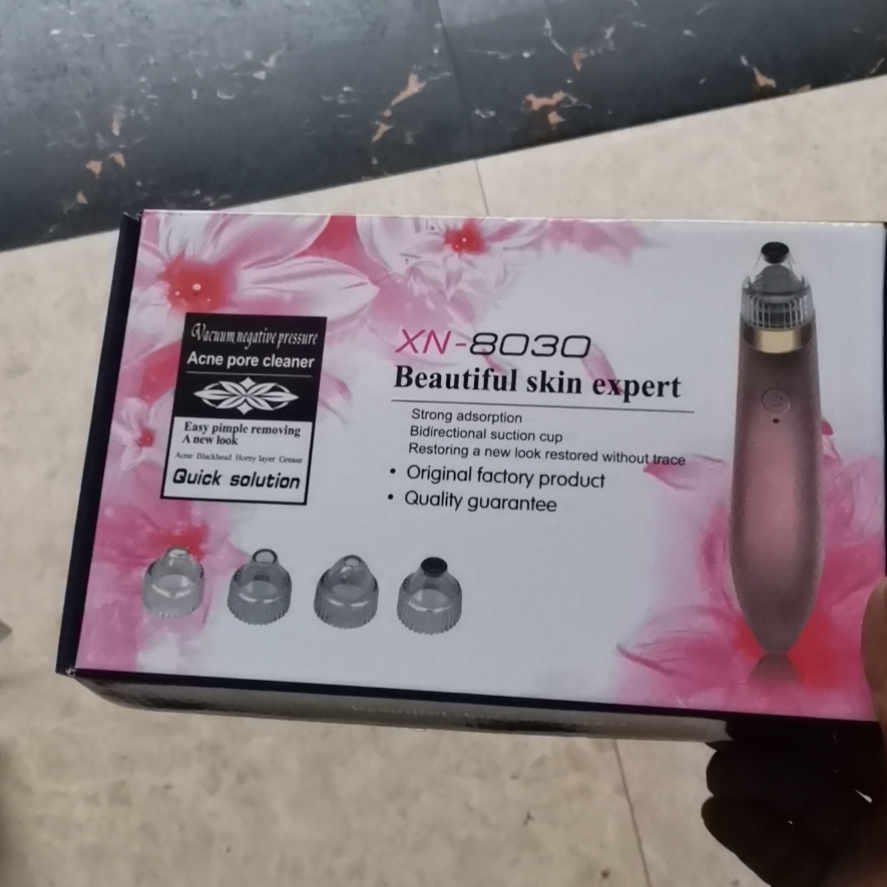 Vacuum negative pressure
Acne pore cleaner
Easy pimple removing
A new look
Acne Blackhead Horny layer Grease
Quick solution
XN-8030
Beautiful skin expert
Strong adsorption
Bidirectional suction cup
Restoring a new look restored without trace
• Original factory product
• Quality guarantee